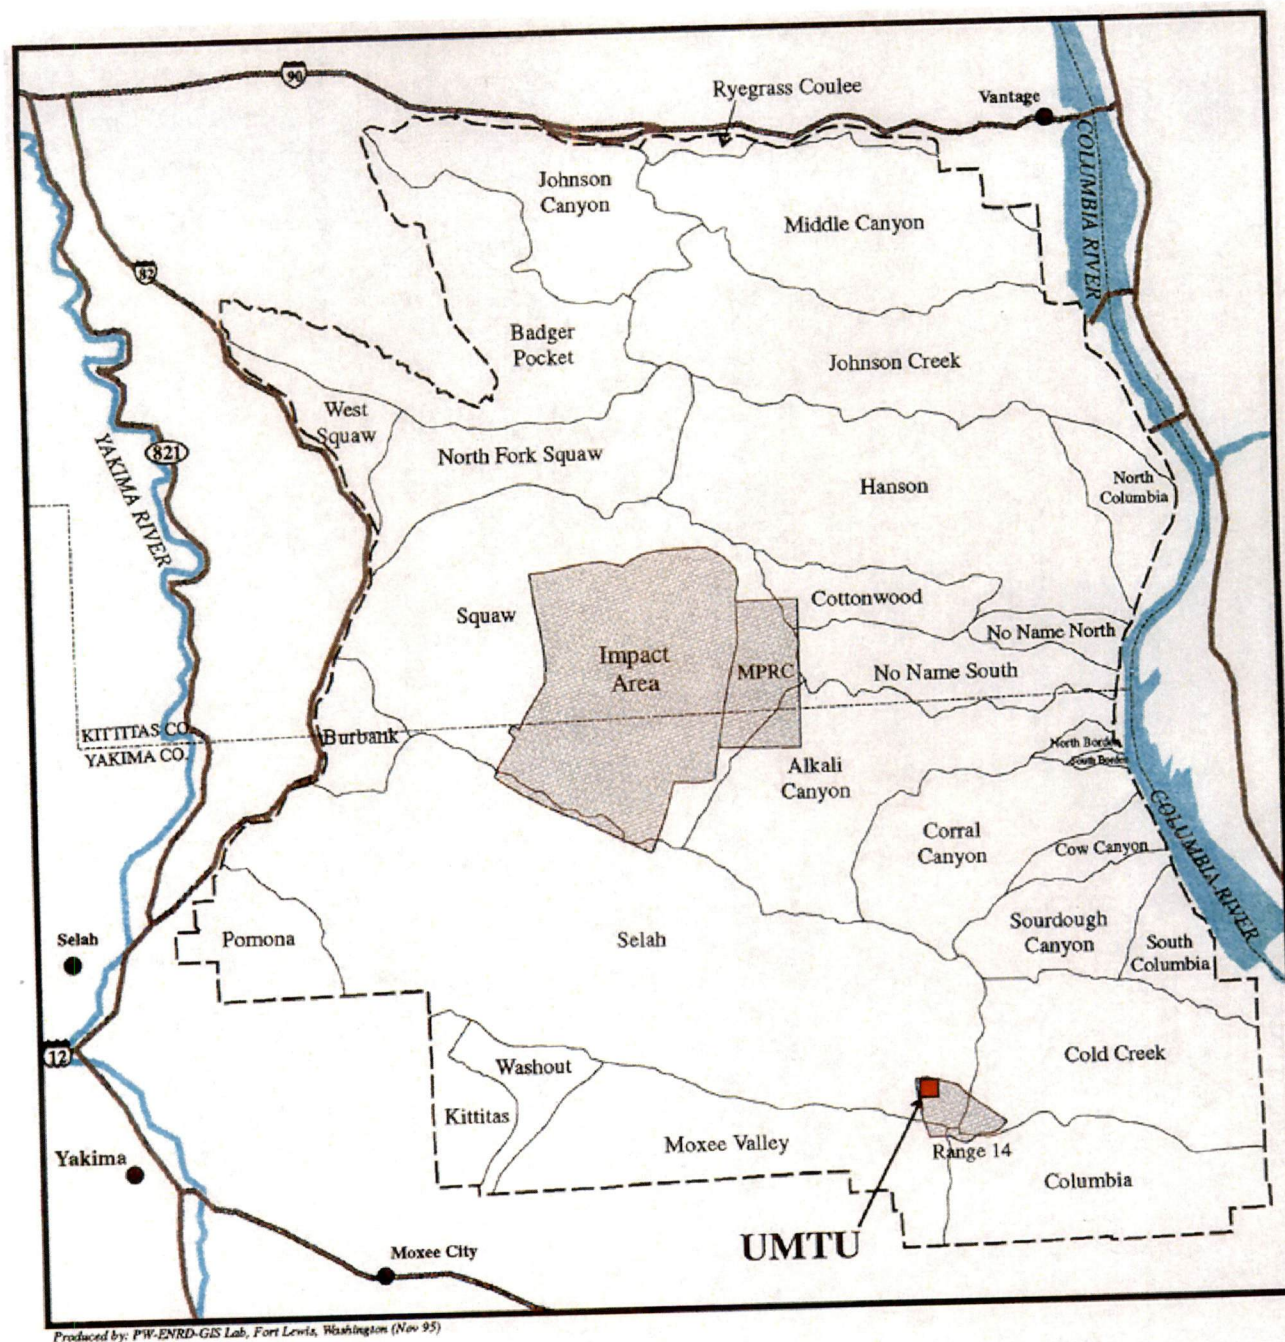 90
Ryegrass Coulee
Vantage
COLUMBIA RIVER
Johnson
Canyon
Middle Canyon
82
Badger
Pocket
Johnson Creek
West
Squaw
821
YAKIMA RIVER
North Fork Squaw
Hanson
North
Columbia
Squaw
Cottonwood
No Name North
Impact
Area
MPRC
No Name South
KITTITAS CO.
YAKIMA CO.
Burbank
North Borden
South Borden
Alkali
Canyon
COLUMBIA RIVER
Corral
Canyon
Cow Canyon
Sourdough
Canyon
South
Columbia
Selah
Pomona
Selah
12
Cold Creek
Washout
Kittitas
Moxee Valley
Range 14
Yakima
Columbia
UMTU
Moxee City
Produced by: PW-ENRD-GIS Lab, Fort Lewis, Washington (Nov 95)